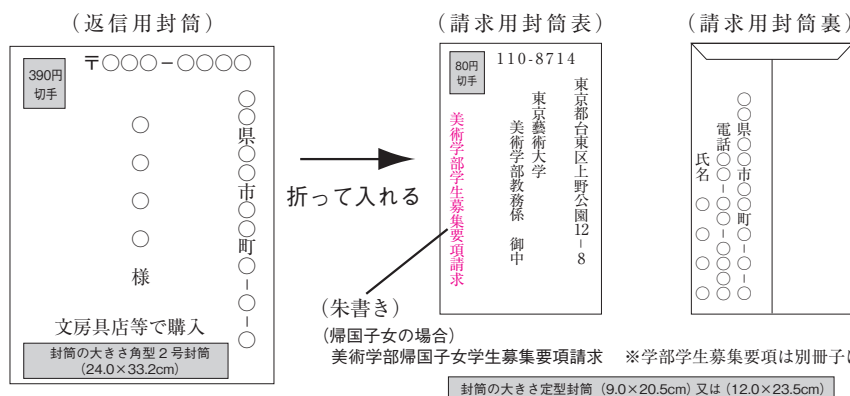 （返信用封筒）
390円
切手
〒○○○−○○○○
○○県○○市○○町○−○−○
○○○○様
文房具店等で購入
封筒の大きさ角型２号封筒
（24.0×33.2cm）
折って入れる
（請求用封筒表）
80円
切手
110-8714
東京都台東区上野公園12−8
東京藝術大学
美術学部教務係　御中
美術学部学生募集要項請求
（朱書き）
（帰国子女の場合）
美術学部帰国子女学生募集要項請求　※学部学生募集要項は別冊子に
封筒の大きさ定型封筒（9.0×20.5cm）又は（12.0×23.5cm）
（請求用封筒裏）
○○県○○市○○町○−○−○
電話○○−○○○−○○○○
氏名　○○○○